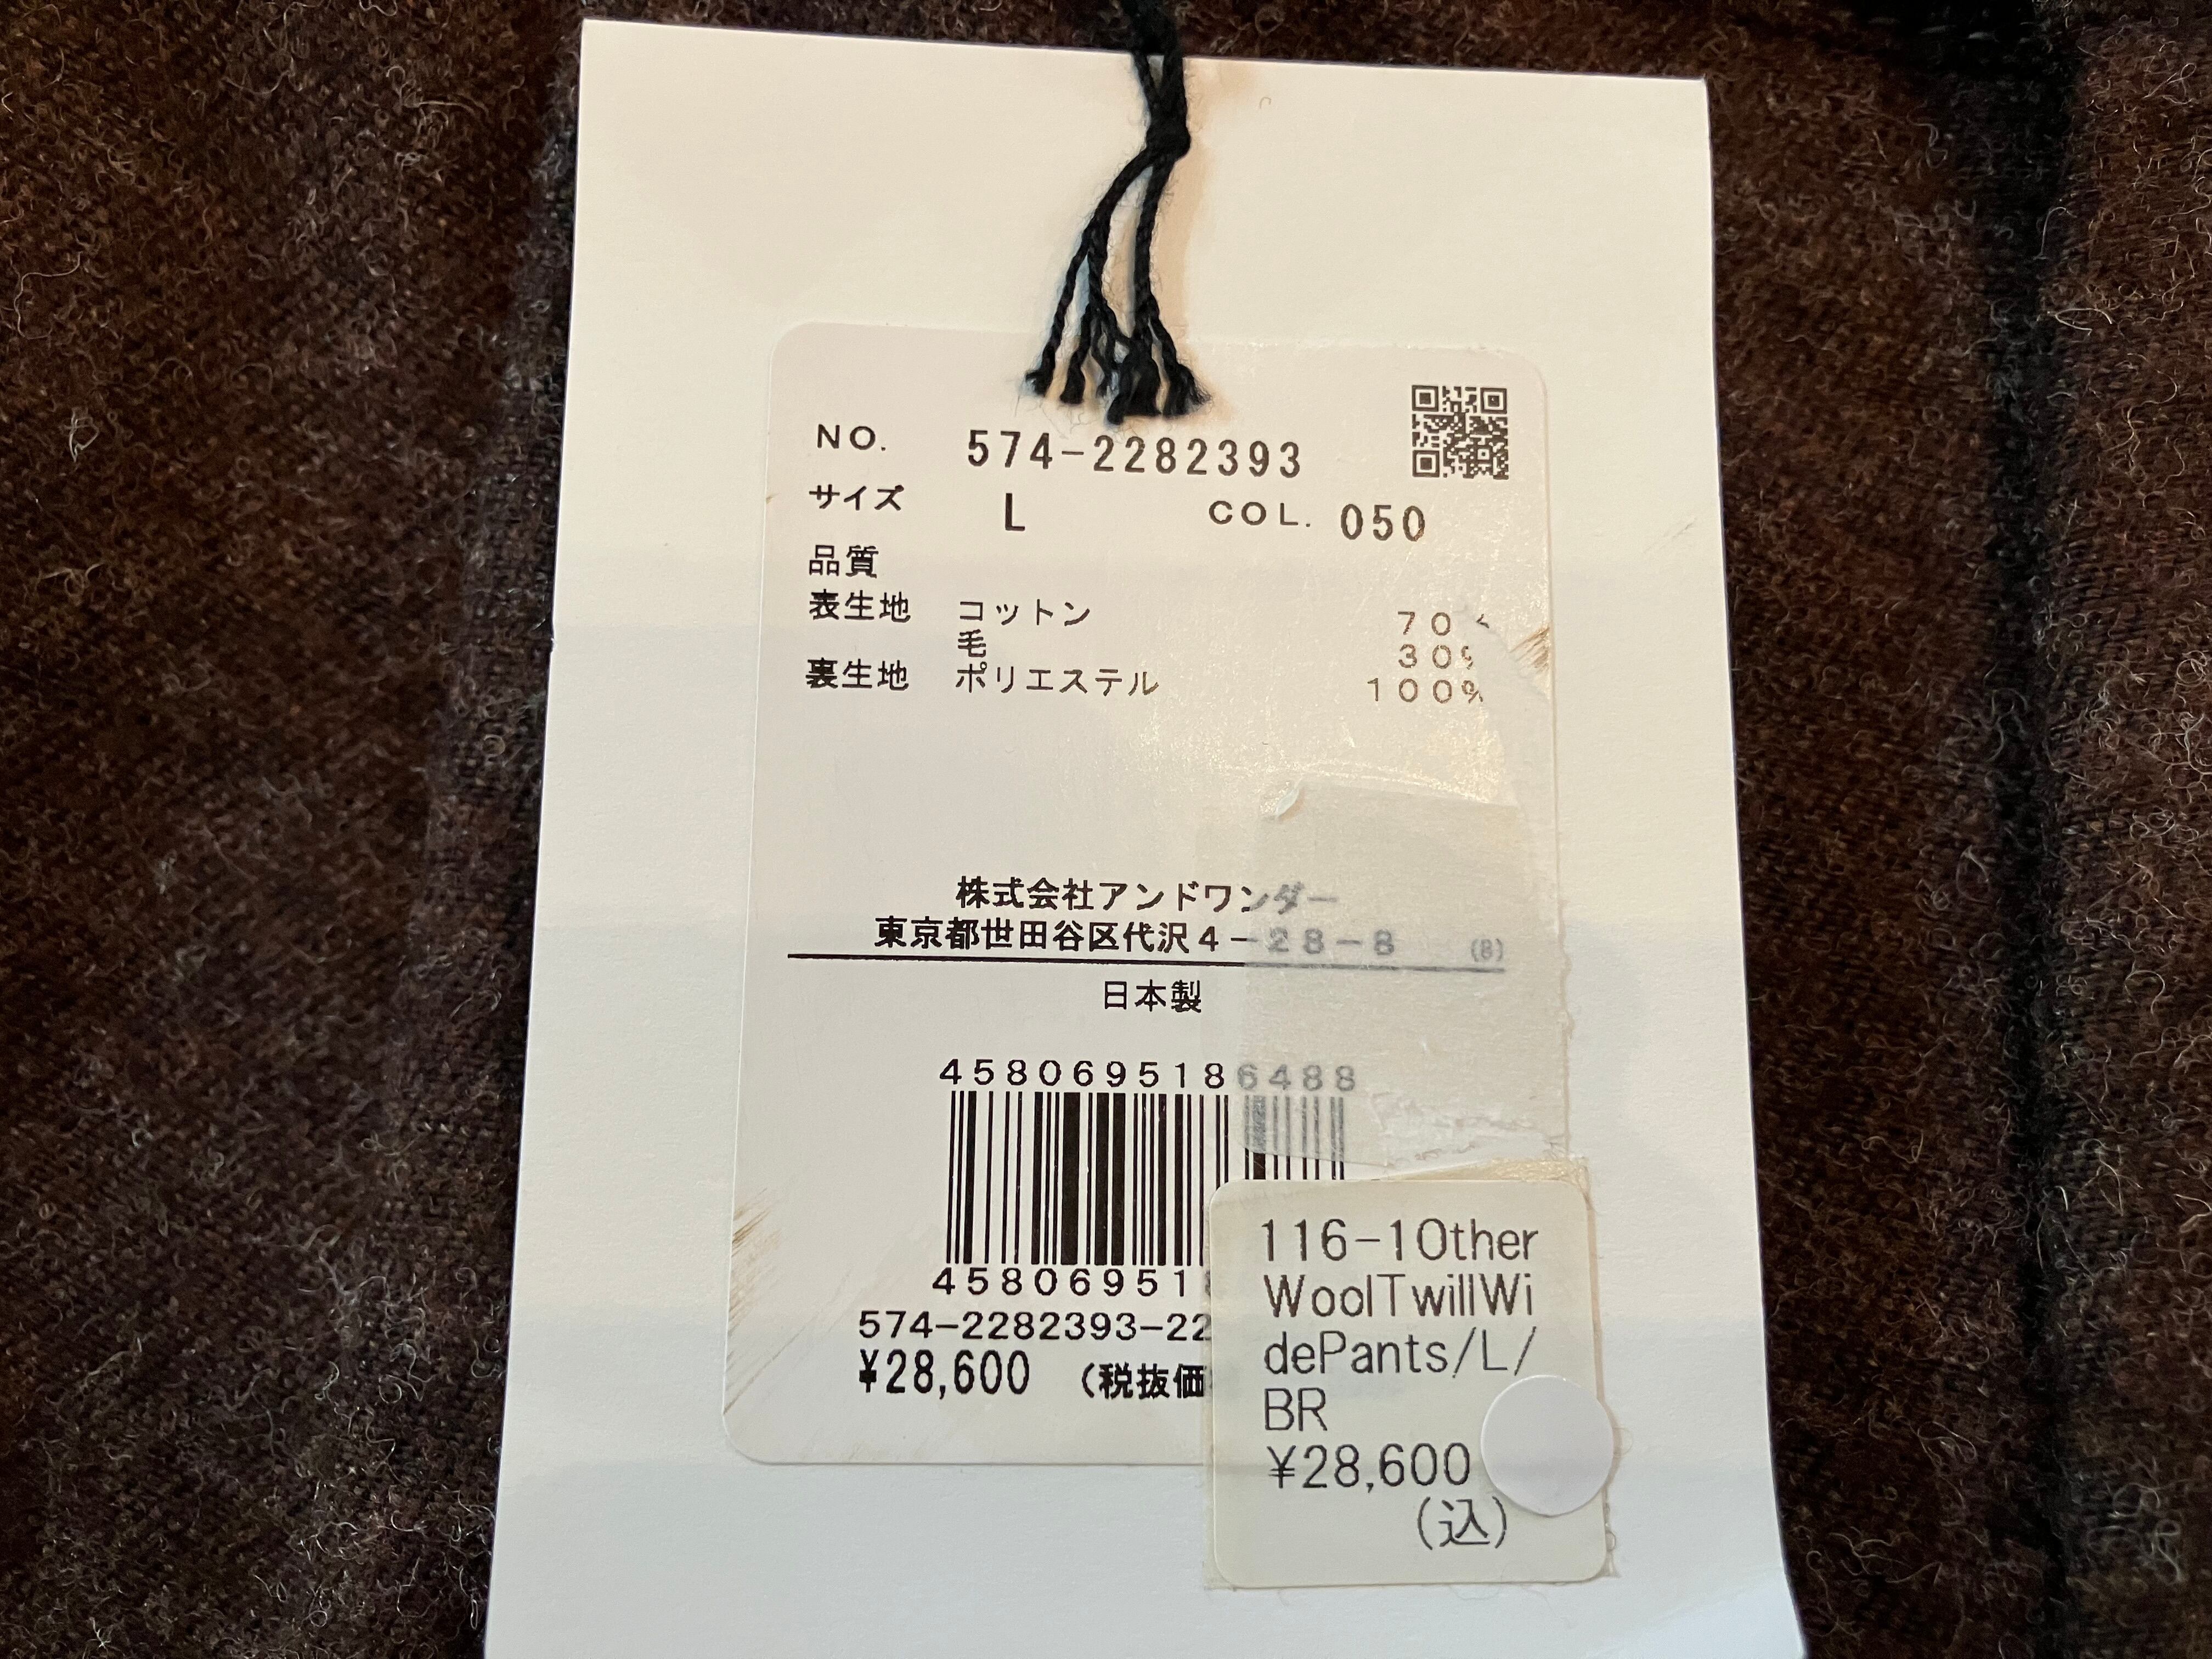 NO. 574-2282393
サイズ L COL. 050
品質
表生地 コットン 70
毛 30%
裏生地 ポリエステル 100%
株式会社アンドワンダー
東京都世田谷区代沢4-28-8 (B)
日本製
4580695186488
458069518
574-2282393-22
¥28,600 (税抜価
116-10ther
WoolTwillWi
dePants/L/
BR
¥28,600
(込)